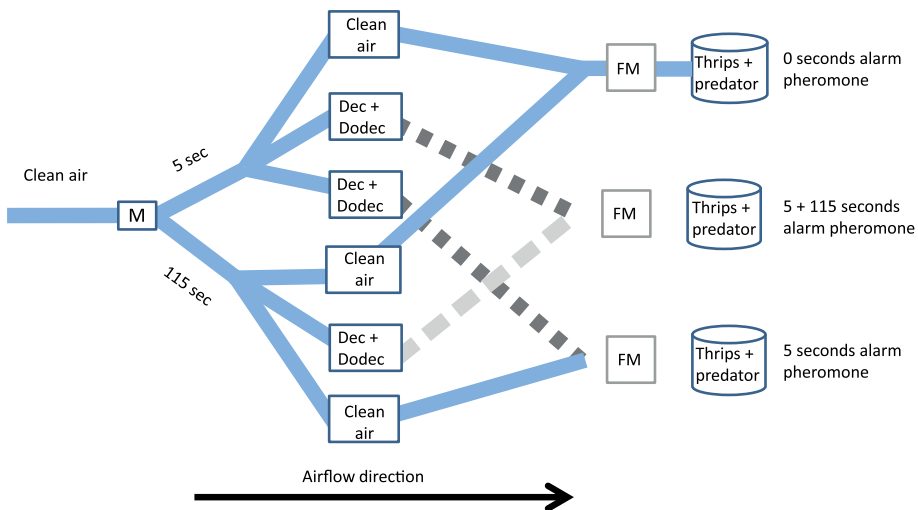 Clean
air
FM
Thrips +
predator
0 seconds alarm
pheromone
Dec +
Dodec
5 sec
Clean air
Dec +
Dodec
M
FM
Thrips +
predator
5 + 115 seconds
alarm pheromone
Clean
air
115 sec
Dec +
Dodec
FM
Thrips +
predator
5 seconds alarm
pheromone
Clean
air
Airflow direction